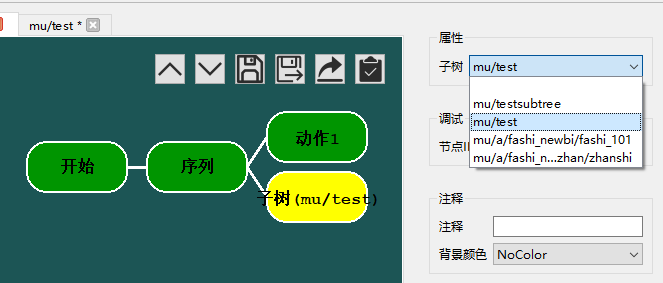 mu/test *
属性
子树 mu/test
mu/testsubtree
mu/test
mu/a/fashi_newbi/fashi_101
mu/a/fashi_n...zhan/zhanshi
调试
节点I
注释
注释
背景颜色 NoColor
开始
序列
动作1
子树(mu/test)